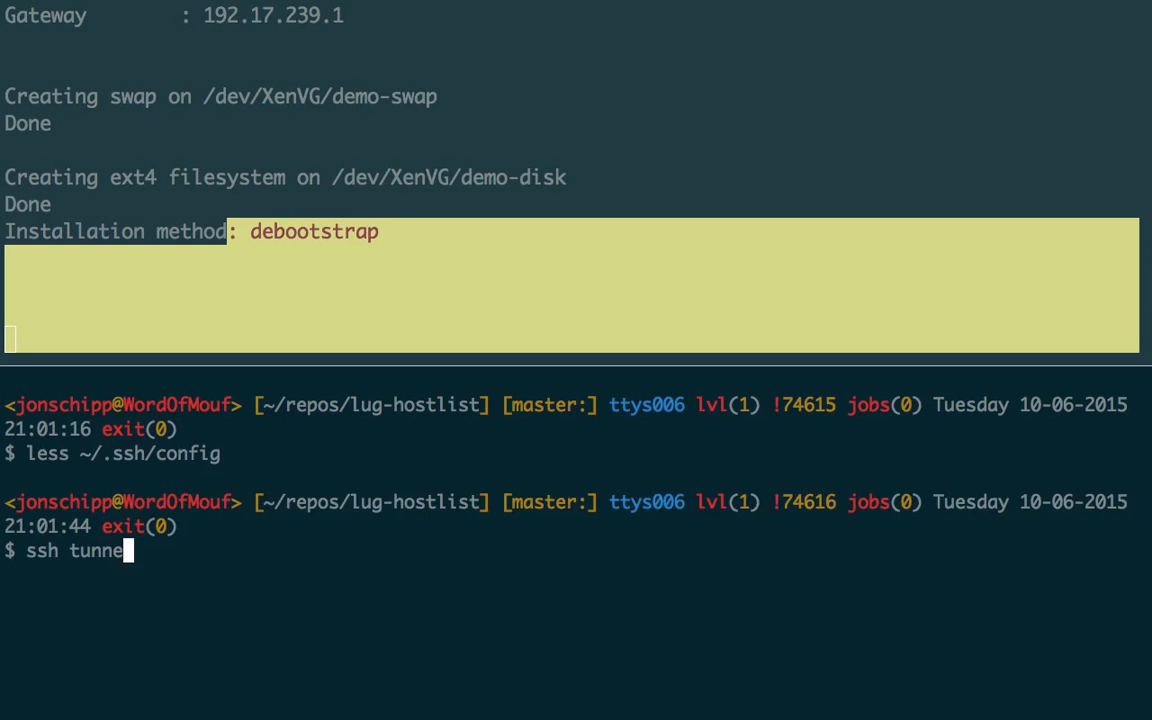 Gateway        : 192.17.239.1
Creating swap on /dev/XenVG/demo-swap
Done
Creating ext4 filesystem on /dev/XenVG/demo-disk
Done
Installation method: debootstrap
<jonschipp@WordOfMouf> [~/repos/lug-hostlist] [master:] ttys006 lvl(1) !74615 jobs(0) Tuesday 10-06-2015
21:01:16 exit(0)
$ less ~/.ssh/config
<jonschipp@WordOfMouf> [~/repos/lug-hostlist] [master:] ttys006 lvl(1) !74616 jobs(0) Tuesday 10-06-2015
21:01:44 exit(0)
$ ssh tunne